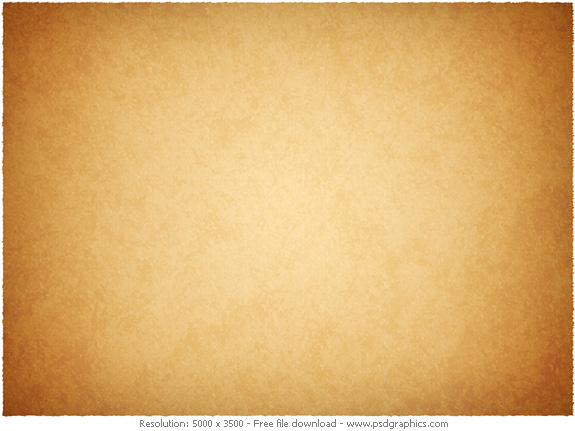 Resolution: 5000 x 3500 - Free file download - www.psdgraphics.com